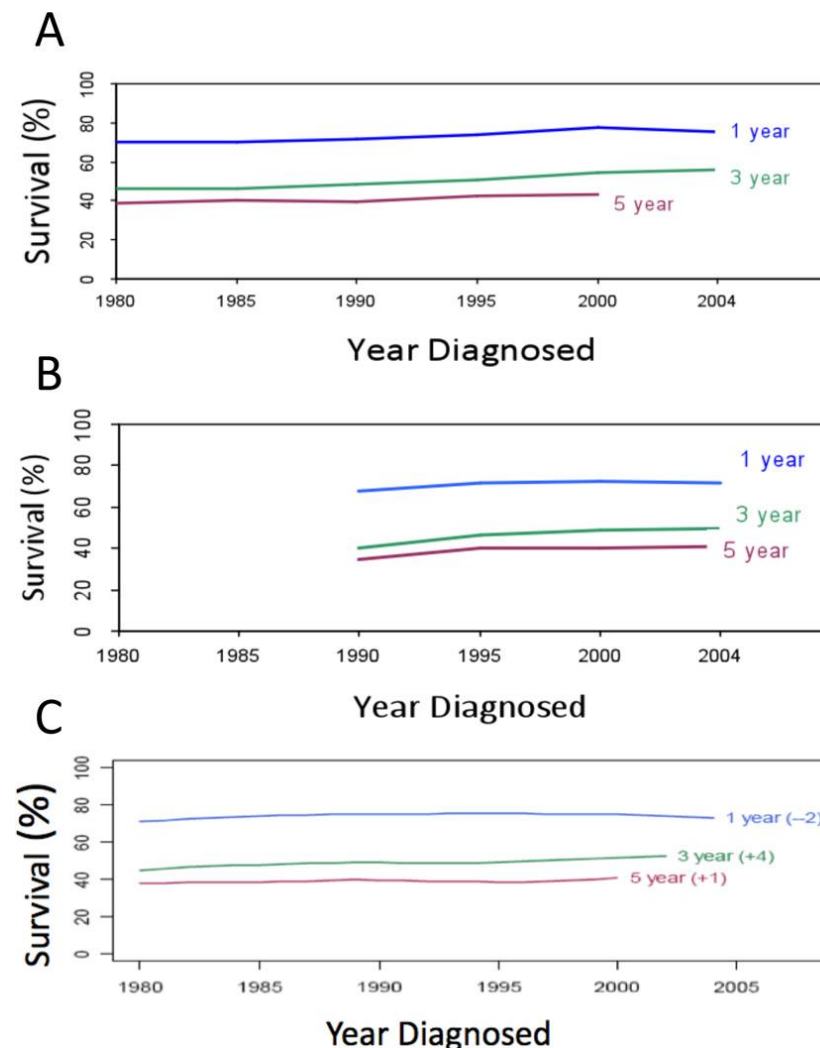 A
Survival (%)
0 20 40 60 80 100
1 year
3 year
5 year
1980 1985 1990 1995 2000 2004
Year Diagnosed
B
Survival (%)
0 20 40 60 80 100
1 year
3 year
5 year
1980 1985 1990 1995 2000 2004
Year Diagnosed
C
Survival (%)
0 20 40 60 80 100
1 year (--2)
3 year (+4)
5 year (+1)
1980 1985 1990 1995 2000 2005
Year Diagnosed